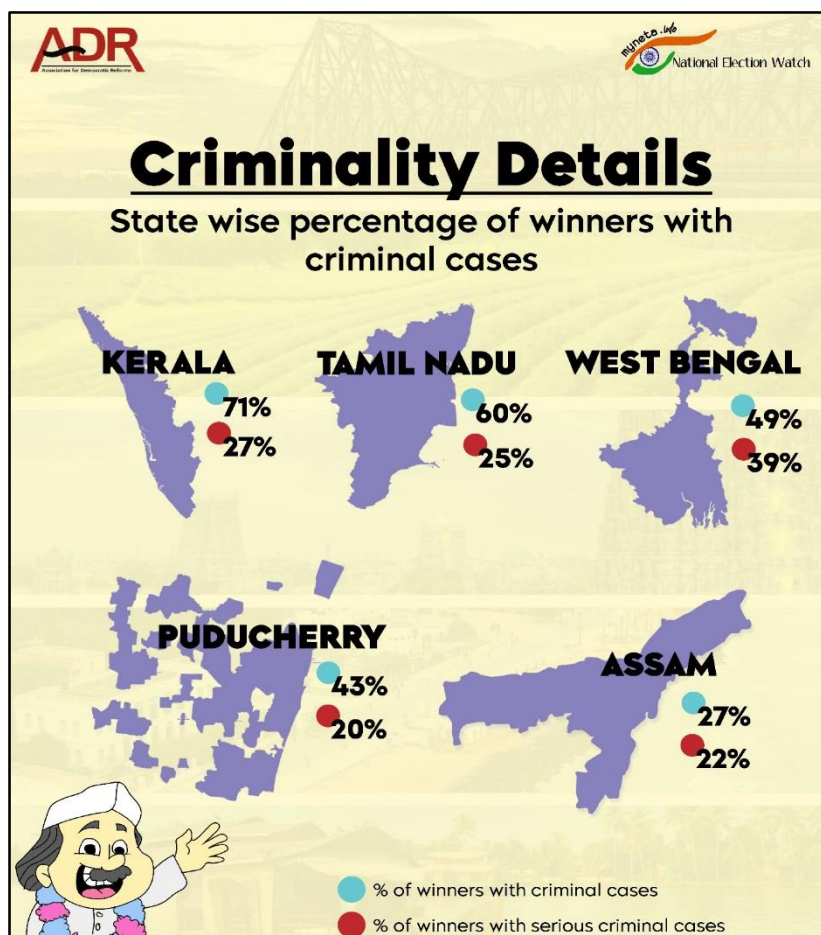 ADR
Association for Democratic Reforms
myneta.info
National Election Watch
Criminality Details
State wise percentage of winners with
criminal cases
KERALA
71%
27%
TAMIL NADU
60%
25%
WEST BENGAL
49%
39%
PUDUCHERRY
43%
20%
ASSAM
27%
22%
% of winners with criminal cases
% of winners with serious criminal cases